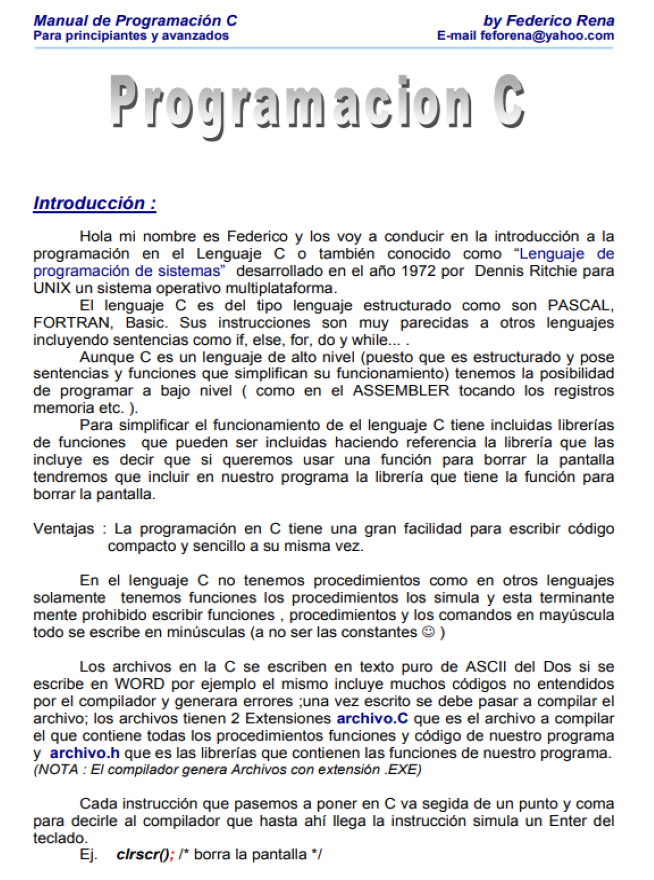 Manual de Programación C by Federico Rena
Para principiantes y avanzados E-mail feforena@yahoo.com
Programacion C
Introducción :
Hola mi nombre es Federico y los voy a conducir en la introducción a la
programación en el Lenguaje C o también conocido como “Lenguaje de
programación de sistemas” desarrollado en el año 1972 por Dennis Ritchie para
UNIX un sistema operativo multiplataforma.
El lenguaje C es del tipo lenguaje estructurado como son PASCAL,
FORTRAN, Basic. Sus instrucciones son muy parecidas a otros lenguajes
incluyendo sentencias como if, else, for, do y while... .
Aunque C es un lenguaje de alto nivel (puesto que es estructurado y pose
sentencias y funciones que simplifican su funcionamiento) tenemos la posibilidad
de programar a bajo nivel ( como en el ASSEMBLER tocando los registros
memoria etc. ).
Para simplificar el funcionamiento de el lenguaje C tiene incluidas librerías
de funciones que pueden ser incluidas haciendo referencia la librería que las
incluye es decir que si queremos usar una función para borrar la pantalla
tendremos que incluir en nuestro programa la librería que tiene la función para
borrar la pantalla.
Ventajas : La programación en C tiene una gran facilidad para escribir código
compacto y sencillo a su misma vez.
En el lenguaje C no tenemos procedimientos como en otros lenguajes
solamente tenemos funciones los procedimientos los simula y esta terminante
mente prohibido escribir funciones , procedimientos y los comandos en mayúscula
todo se escribe en minúsculas (a no ser las constantes ☺ )
Los archivos en la C se escriben en texto puro de ASCII del Dos si se
escribe en WORD por ejemplo el mismo incluye muchos códigos no entendidos
por el compilador y generara errores ;una vez escrito se debe pasar a compilar el
archivo; los archivos tienen 2 Extensiones archivo.C que es el archivo a compilar
el que contiene todas los procedimientos funciones y código de nuestro programa
y archivo.h que es las librerías que contienen las funciones de nuestro programa.
(NOTA : El compilador genera Archivos con extensión .EXE)
Cada instrucción que pasemos a poner en C va segida de un punto y coma
para decirle al compilador que hasta ahí llega la instrucción simula un Enter del
teclado.
Ej. clrscr(); /* borra la pantalla */